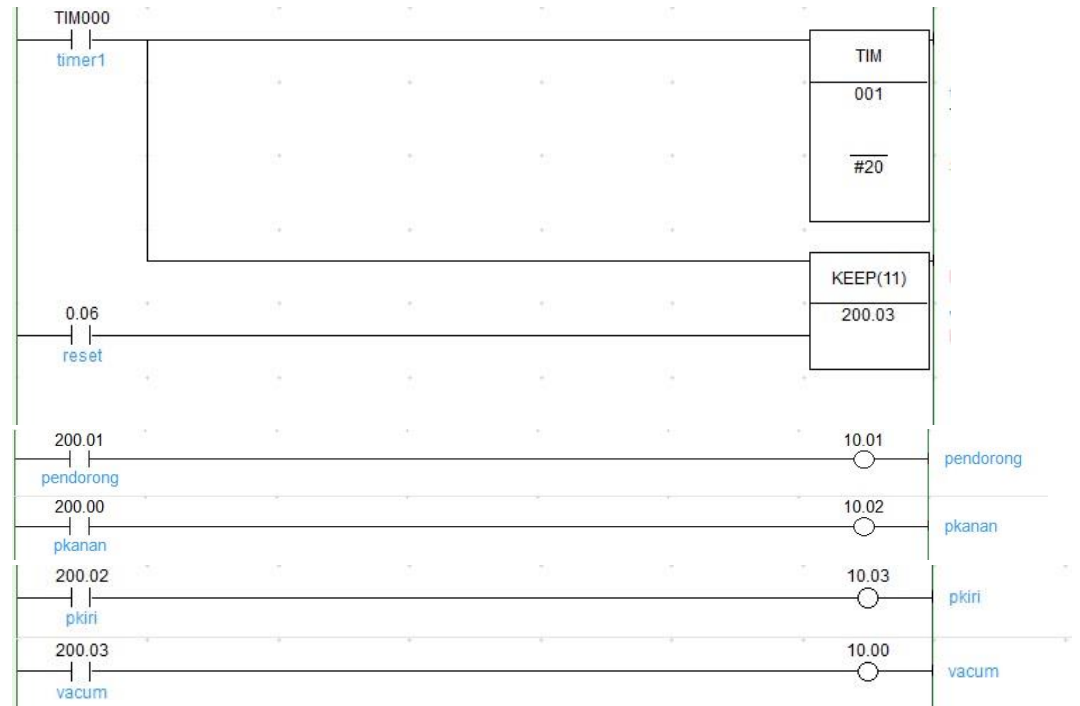 TIM000
timer1
TIM
001
#20
KEEP(11)
0.06
200.03
reset
200.01
10.01
pendorong
pendorong
200.00
10.02
pkanan
pkanan
200.02
10.03
pkiri
pkiri
200.03
10.00
vacum
vacum